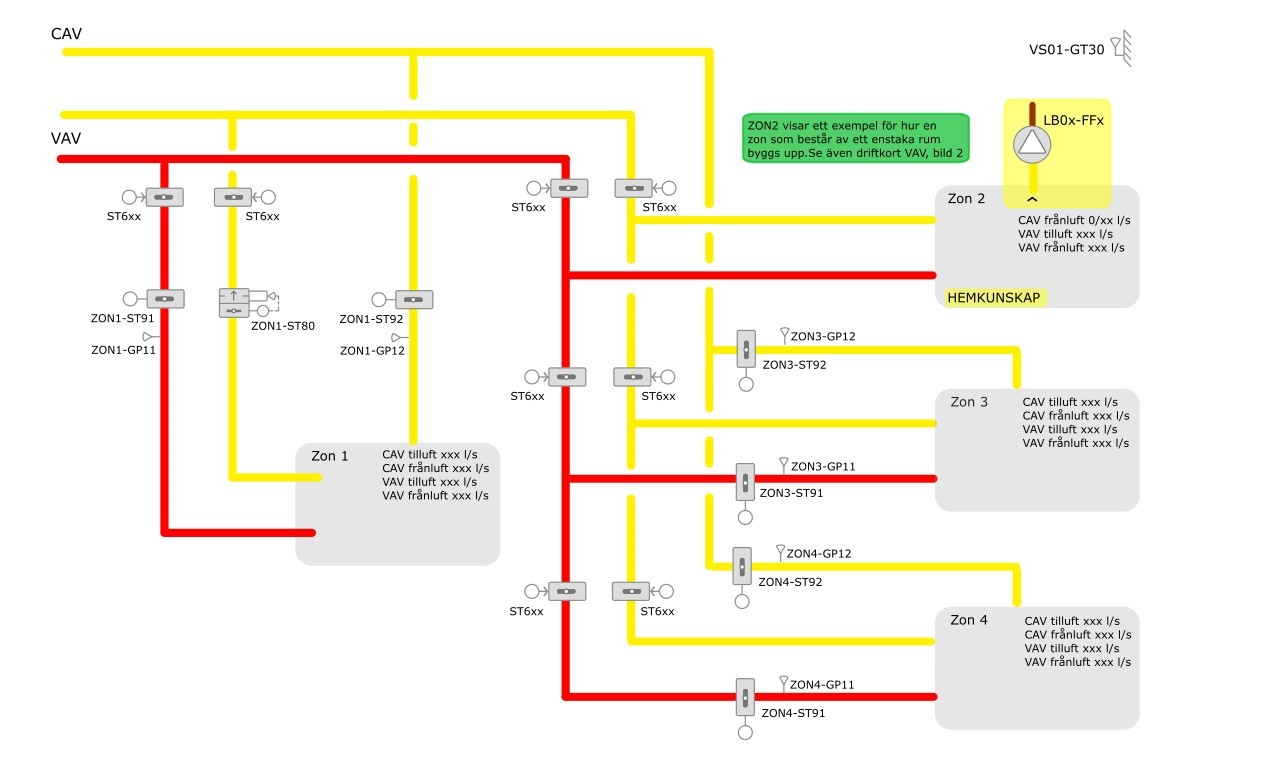 CAV
VS01-GT30
VAV
ZON2 visar ett exempel för hur en
zon som består av ett enstaka rum
byggs upp.Se även driftkort VAV, bild 2
LB0x-FFx
ST6xx
ST6xx
ST6xx
ST6xx
Zon 2
CAV frånluft 0/xx l/s
VAV tilluft xxx l/s
VAV frånluft xxx l/s
HEMKUNSKAP
ZON1-ST91
ZON1-GP11
ZON1-ST80
ZON1-ST92
ZON1-GP12
ZON3-GP12
ZON3-ST92
ST6xx
ST6xx
Zon 3
CAV tilluft xxx l/s
CAV frånluft xxx l/s
VAV tilluft xxx l/s
VAV frånluft xxx l/s
Zon 1
CAV tilluft xxx l/s
CAV frånluft xxx l/s
VAV tilluft xxx l/s
VAV frånluft xxx l/s
ZON3-GP11
ZON3-ST91
ZON4-GP12
ZON4-ST92
ST6xx
ST6xx
Zon 4
CAV tilluft xxx l/s
CAV frånluft xxx l/s
VAV tilluft xxx l/s
VAV frånluft xxx l/s
ZON4-GP11
ZON4-ST91